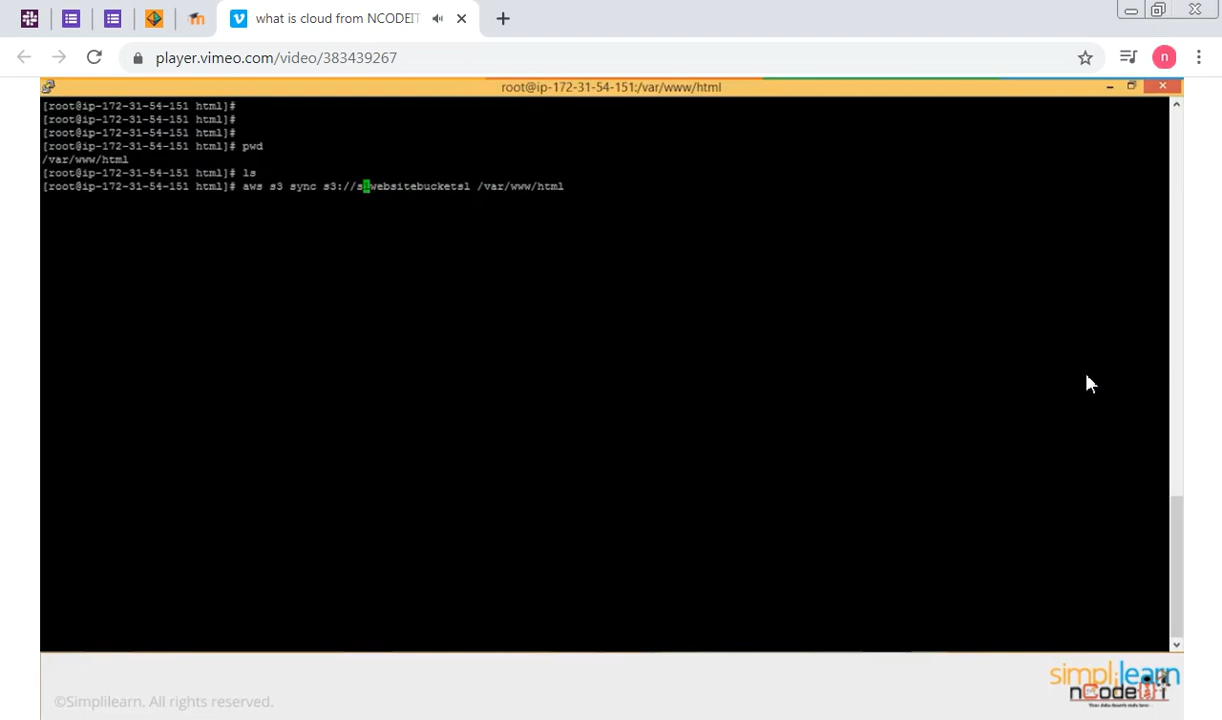 what is cloud from NCODEIT
player.vimeo.com/video/383439267
n
root@ip-172-31-54-151:/var/www/html
[root@ip-172-31-54-151 html]#
[root@ip-172-31-54-151 html]#
[root@ip-172-31-54-151 html]#
[root@ip-172-31-54-151 html]# pwd
/var/www/html
[root@ip-172-31-54-151 html]# ls
[root@ip-172-31-54-151 html]# aws s3 sync s3://slwebsitebucketsl /var/www/html
simplilearn
©Simplilearn. All rights reserved.